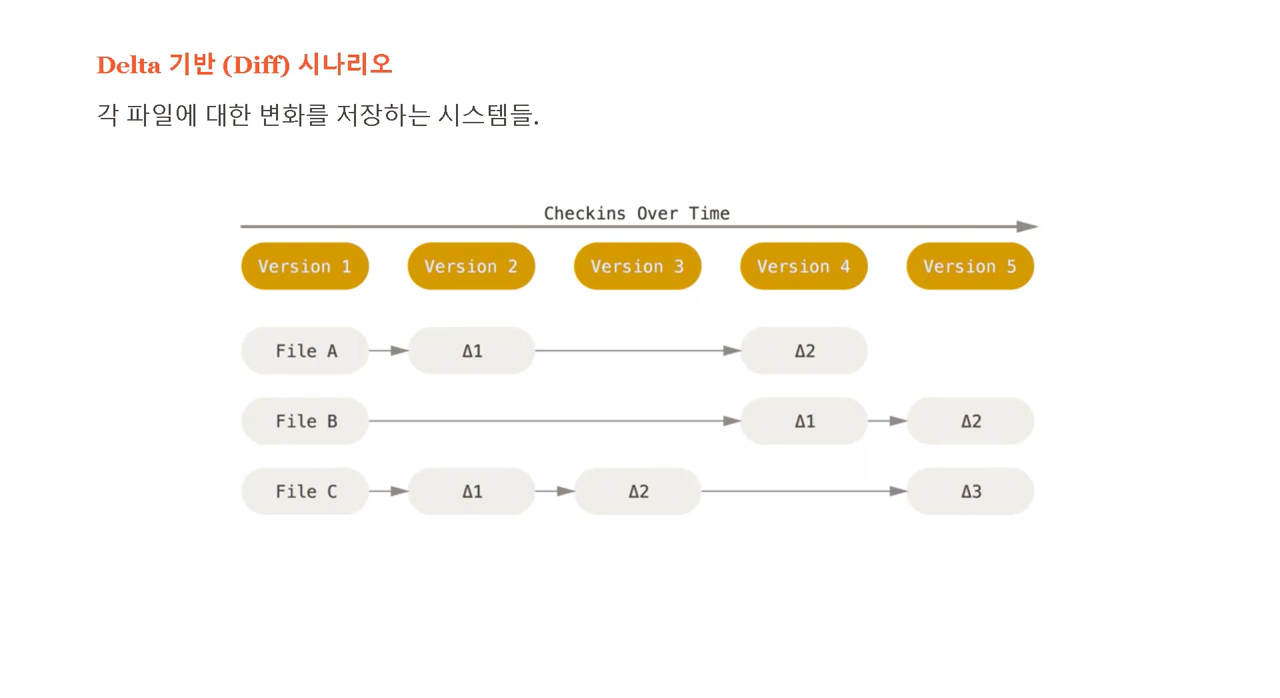 Delta 기반 (Diff) 시나리오
각 파일에 대한 변화를 저장하는 시스템들.
Checkins Over Time
Version 1 Version 2 Version 3 Version 4 Version 5
File A Δ1 Δ2
File B Δ1 Δ2
File C Δ1 Δ2 Δ3